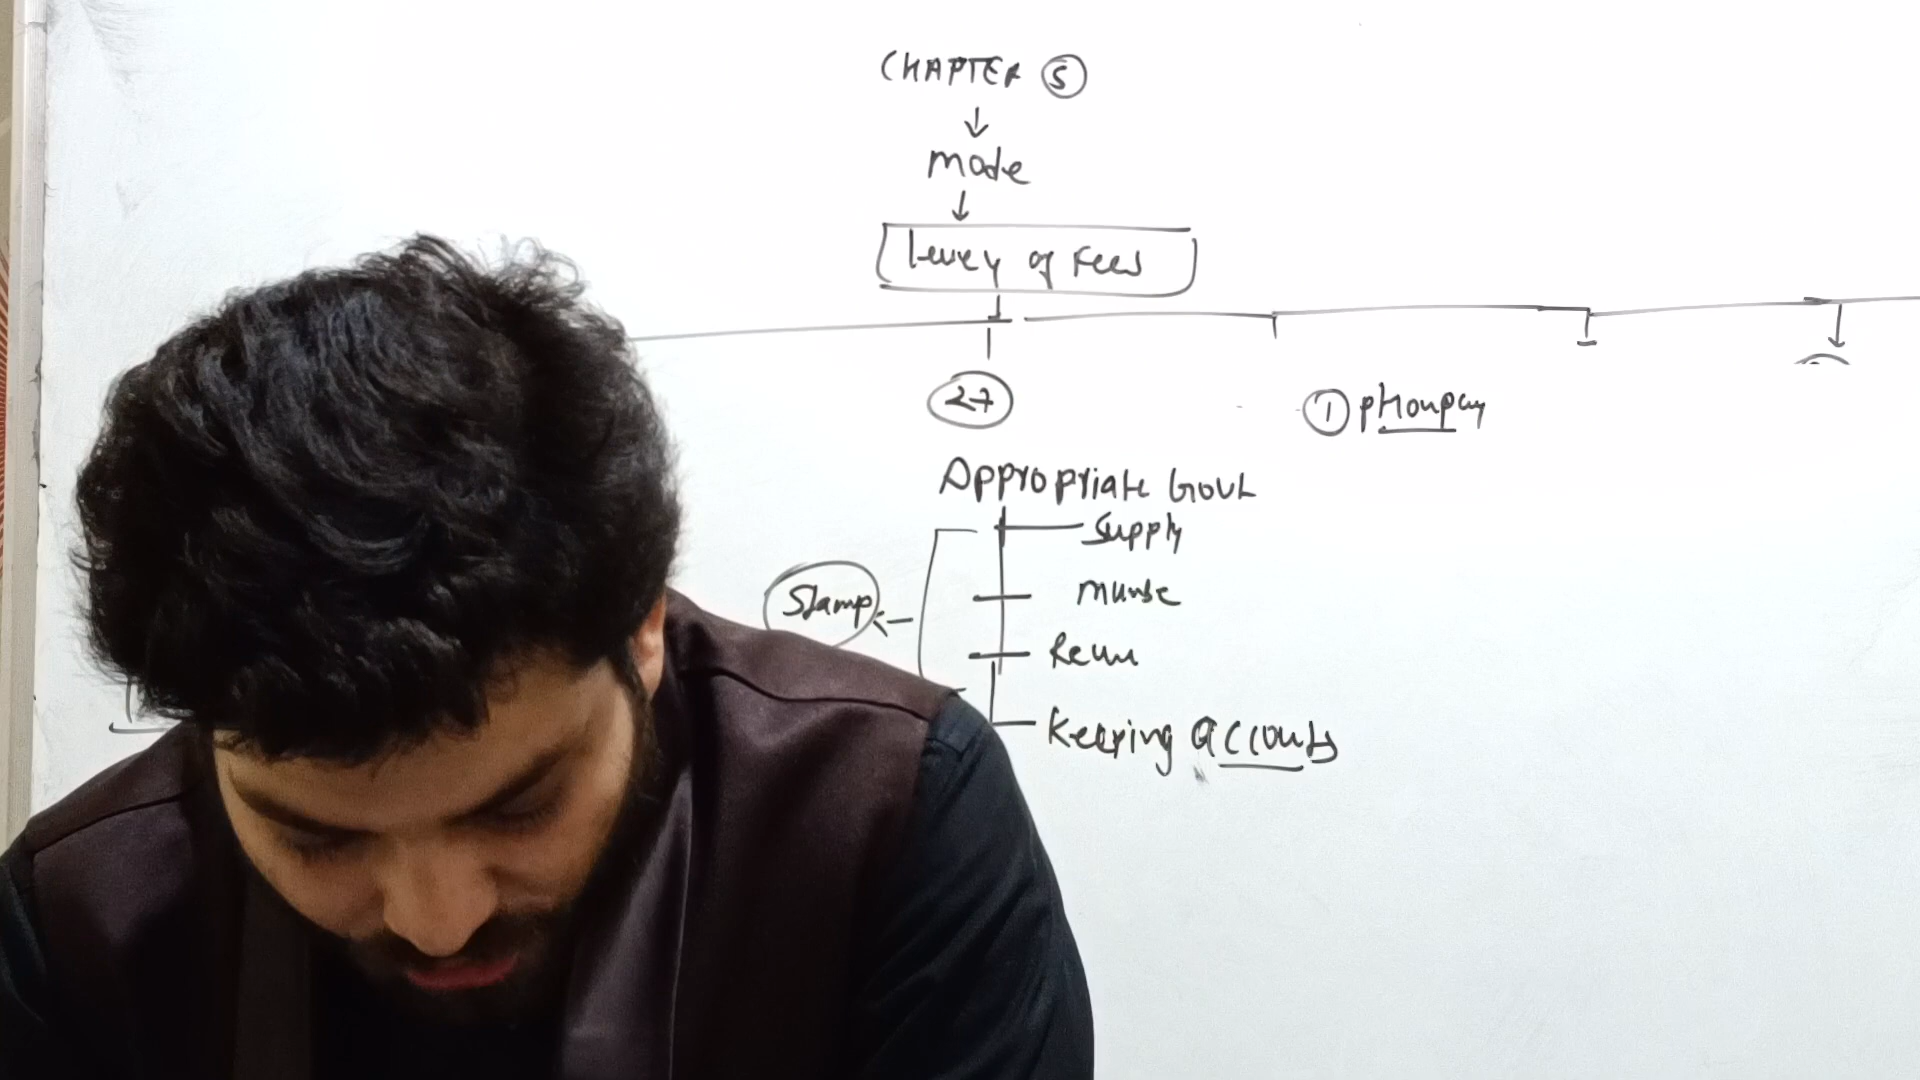 CHAPTER 5
mode
levey of Fees
27
1 pHonpay
Appropriate Govt
Supply
Stamp
Keeping accounts